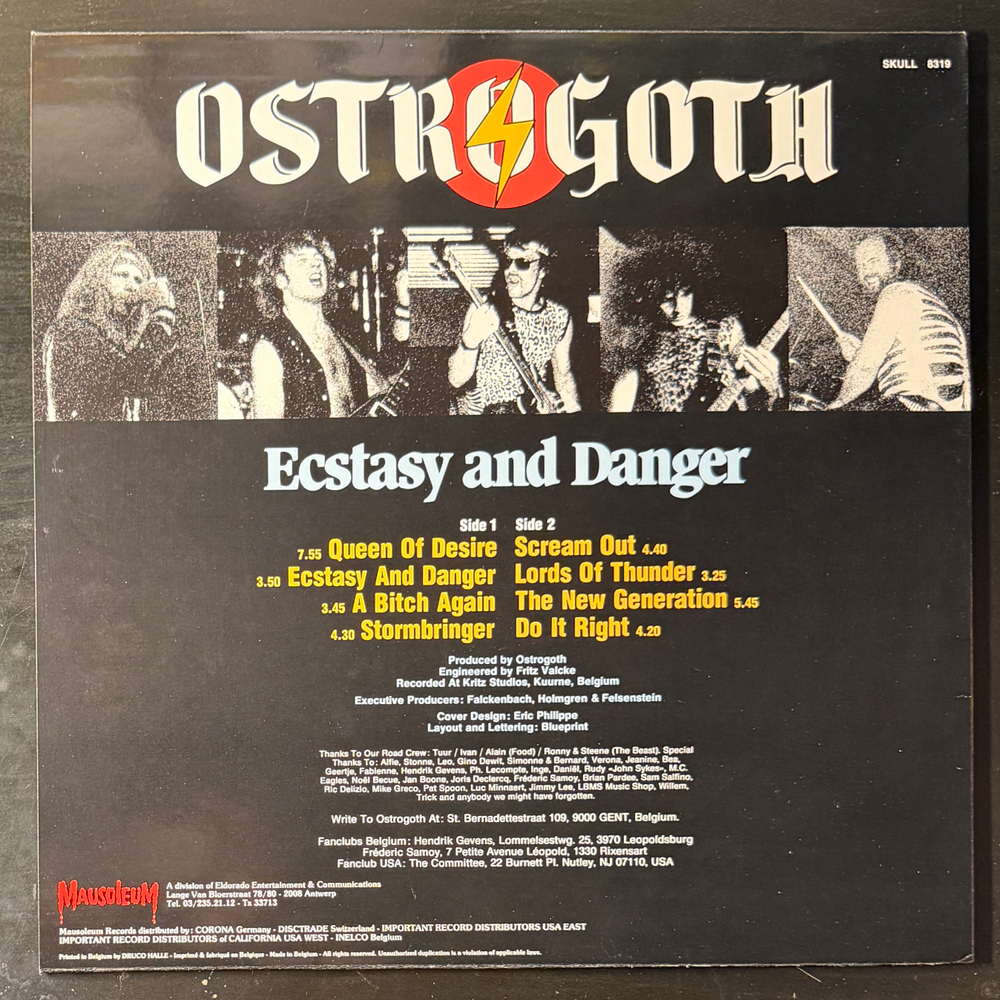 SKULL 8319
OSTROGOTH
Ecstasy and Danger
Side 1 Side 2
7.55 Queen Of Desire Scream Out 4.40
3.50 Ecstasy And Danger Lords Of Thunder 3.25
3.45 A Bitch Again The New Generation 5.45
4.30 Stormbringer Do It Right 4.20
Produced by Ostrogoth
Engineered by Fritz Valcke
Recorded At Kritz Studios, Kuurne, Belgium
Executive Producers: Falckenbach, Holmgren & Felsenstein
Cover Design: Eric Philippe
Layout and Lettering: Blueprint
Thanks To Our Road Crew: Tuur / Ivan / Alain (Food) / Ronny & Steene (The Beast). Special
Thanks To: Alfie, Stonne, Leo, Gino Dewit, Simonne & Bernard, Verona, Jeanine, Bea,
Geertje, Fabienne, Hendrik Gevens, Ph. Lecompte, Inge, Daniël, Rudy «John Sykes», M.C.
Eagles, Noël Becue, Jan Boone, Joris Declercq, Fréderic Samoy, Brian Pardee, Sam Salfino,
Ric Delizio, Mike Greco, Pat Spoon, Luc Minnaert, Jimmy Lee, LBMS Music Shop, Willem,
Trick and anybody we might have forgotten.
Write To Ostrogoth At: St. Bernadettestraat 109, 9000 GENT, Belgium.
Fanclubs Belgium: Hendrik Gevens, Lommelsestwg. 25, 3970 Leopoldsburg
Fréderic Samoy, 7 Petite Avenue Léopold, 1330 Rixensart
Fanclub USA: The Committee, 22 Burnett Pl. Nutley, NJ 07110, USA
MAUSOLEUM
A division of Eldorado Entertainment & Communications
Lange Van Bloerstraat 78/80 - 2008 Antwerp
Tel. 03/235.21.12 - Tx 33713
Mausoleum Records distributed by: CORONA Germany - DISCTRADE Switzerland - IMPORTANT RECORD DISTRIBUTORS USA EAST
IMPORTANT RECORD DISTRIBUTORS of CALIFORNIA USA WEST - INELCO Belgium
Printed in Belgium by DRUCO HALLE - Imprimé & fabriqué en Belgique - Made in Belgium - All rights reserved. Unauthorized duplication is a violation of applicable laws.